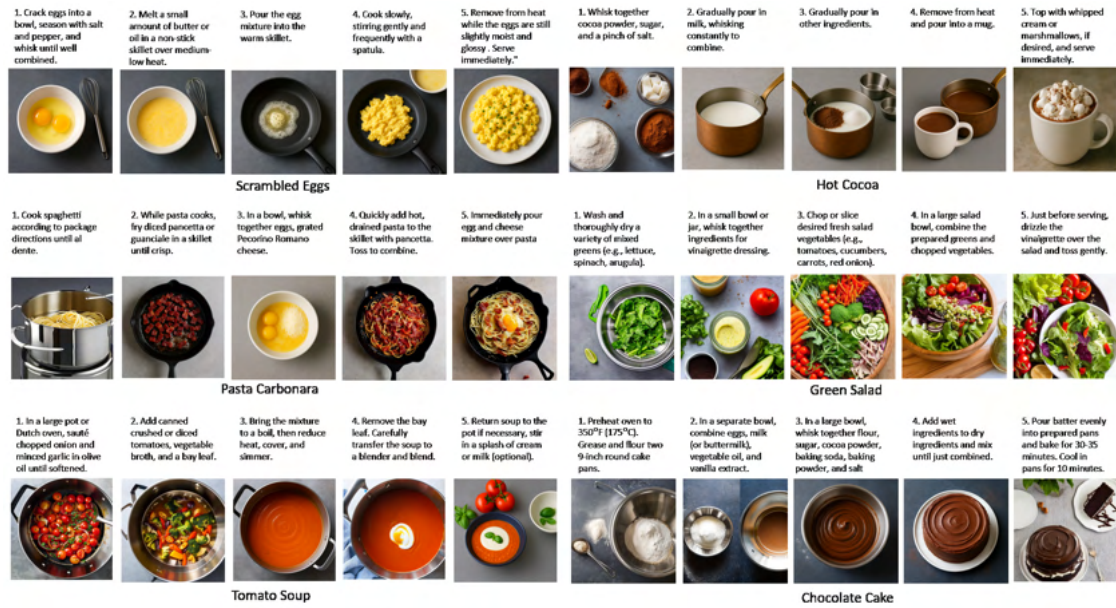 1. Crack eggs into a
bowl, season with salt
and pepper, and
whisk until well
combined.
2. Melt a small
amount of butter or
oil in a non-stick
skillet over medium-
low heat.
3. Pour the egg
mixture into the
warm skillet.
4. Cook slowly,
stirring gently and
frequently with a
spatula.
5. Remove from heat
while the eggs are still
slightly moist and
glossy . Serve
immediately."
Scrambled Eggs
1. Whisk together
cocoa powder, sugar,
and a pinch of salt.
2. Gradually pour in
milk, whisking
constantly to
combine.
3. Gradually pour in
other ingredients.
4. Remove from heat
and pour into a mug.
5. Top with whipped
cream or
marshmallows, if
desired, and serve
immediately.
Hot Cocoa
1. Cook spaghetti
according to package
directions until al
dente.
2. While pasta cooks,
fry diced pancetta or
guanciale in a skillet
until crisp.
3. In a bowl, whisk
together eggs, grated
Pecorino Romano
cheese.
4. Quickly add hot,
drained pasta to the
skillet with pancetta.
Toss to combine.
5. Immediately pour
egg and cheese
mixture over pasta
Pasta Carbonara
1. Wash and
thoroughly dry a
variety of mixed
greens (e.g., lettuce,
spinach, arugula).
2. In a small bowl or
jar, whisk together
ingredients for
vinaigrette dressing.
3. Chop or slice
desired fresh salad
vegetables (e.g.,
tomatoes, cucumbers,
carrots, red onion).
4. In a large salad
bowl, combine the
prepared greens and
chopped vegetables.
5. Just before serving,
drizzle the
vinaigrette over the
salad and toss gently.
Green Salad
1. In a large pot or
Dutch oven, sauté
chopped onion and
minced garlic in olive
oil until softened.
2. Add canned
crushed or diced
tomatoes, vegetable
broth, and a bay leaf.
3. Bring the mixture
to a boil, then reduce
heat, cover, and
simmer.
4. Remove the bay
leaf. Carefully
transfer the soup to
a blender and blend.
5. Return soup to the
pot if necessary, stir
in a splash of cream
or milk (optional).
Tomato Soup
1. Preheat oven to
350°F (175°C).
Grease and flour two
9-inch round cake
pans.
2. In a separate bowl,
combine eggs, milk
(or buttermilk),
vegetable oil, and
vanilla extract.
3. In a large bowl,
whisk together flour,
sugar, cocoa powder,
baking soda, baking
powder, and salt
4. Add wet
ingredients to dry
ingredients and mix
until just combined.
5. Pour batter evenly
into prepared pans
and bake for 30-35
minutes. Cool in
pans for 10 minutes.
Chocolate Cake